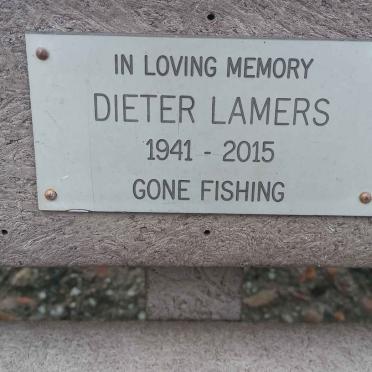 IN LOVING MEMORY
DIETER LAMERS
1941 - 2015
GONE FISHING